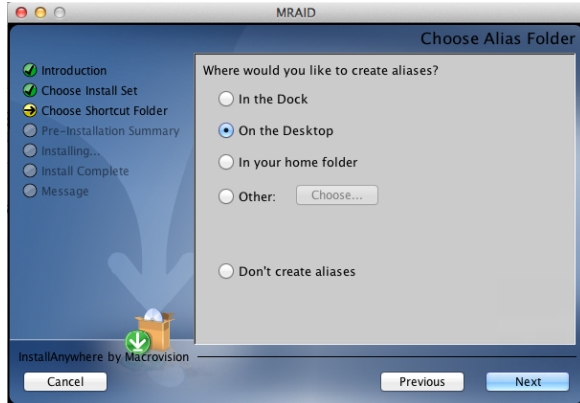 MRAID
Choose Alias Folder
Introduction
Choose Install Set
Choose Shortcut Folder
Pre-Installation Summary
Installing...
Install Complete
Message
Where would you like to create aliases?
In the Dock
On the Desktop
In your home folder
Other: Choose...
Don't create aliases
InstallAnywhere by Macrovision
Cancel Previous Next